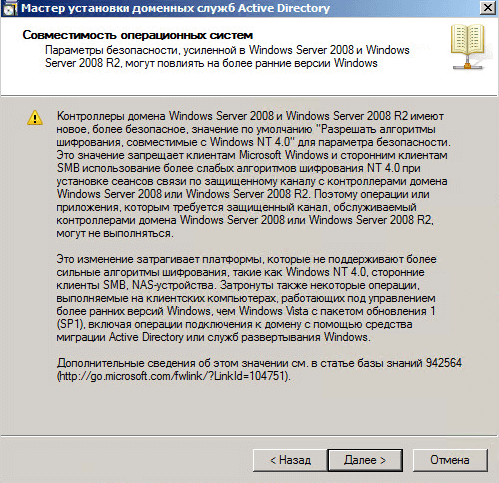 Мастер установки доменных служб Active Directory
Совместимость операционных систем
Параметры безопасности, усиленной в Windows Server 2008 и Windows
Server 2008 R2, могут повлиять на более ранние версии Windows
Контроллеры домена Windows Server 2008 и Windows Server 2008 R2 имеют
новое, более безопасное, значение по умолчанию "Разрешать алгоритмы
шифрования, совместимые с Windows NT 4.0" для параметра безопасности.
Это значение запрещает клиентам Microsoft Windows и сторонним клиентам
SMB использование более слабых алгоритмов шифрования NT 4.0 при
установке сеансов связи по защищенному каналу с контроллерами домена
Windows Server 2008 или Windows Server 2008 R2. Поэтому операции или
приложения, которым требуется защищенный канал, обслуживаемый
контроллерами домена Windows Server 2008 или Windows Server 2008 R2,
могут не выполняться.
Это изменение затрагивает платформы, которые не поддерживают более
сильные алгоритмы шифрования, такие как Windows NT 4.0, сторонние
клиенты SMB, NAS-устройства. Затронуты также некоторые операции,
выполняемые на клиентских компьютерах, работающих под управлением
более ранних версий Windows, чем Windows Vista с пакетом обновления 1
(SP1), включая операции подключения к домену с помощью средства
миграции Active Directory или служб развертывания Windows.
Дополнительные сведения об этом значении см. в статье базы знаний 942564
(http://go.microsoft.com/fwlink/?LinkId=104751).
< Назад
Далее >
Отмена